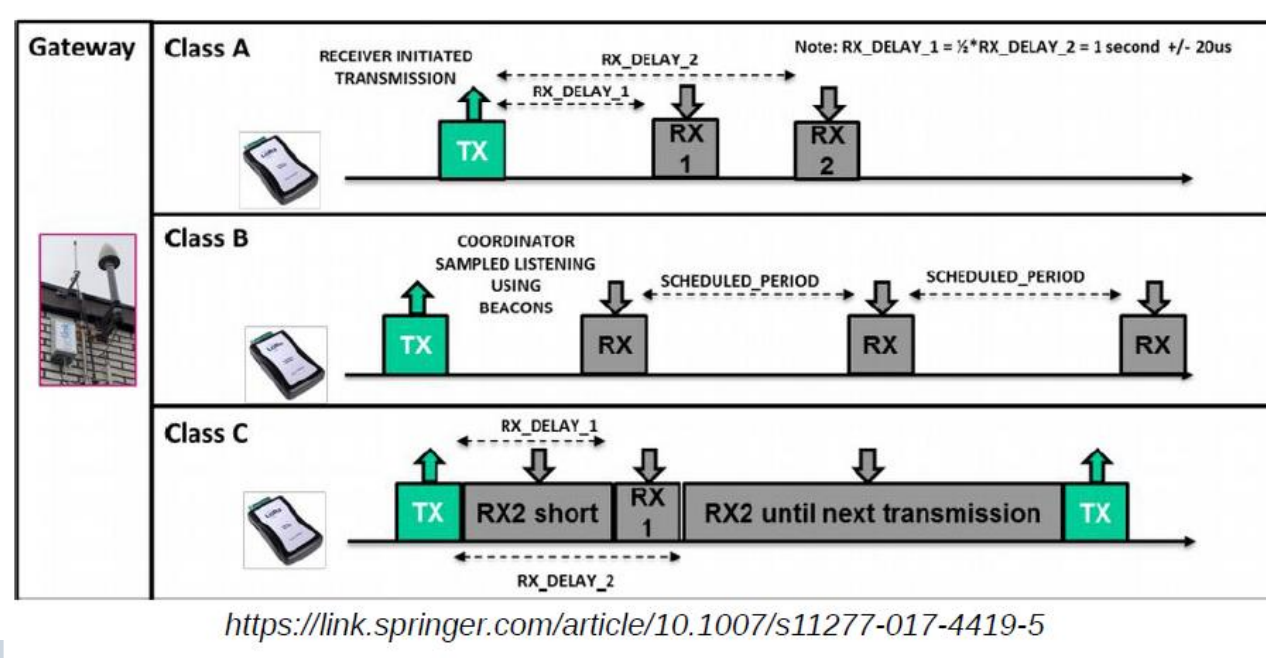 Gateway
Class A
RECEIVER INITIATED
TRANSMISSION
Note: RX_DELAY_1 = ½*RX_DELAY_2 = 1 second +/- 20us
RX_DELAY_2
RX_DELAY_1
TX
RX
1
RX
2
Class B
COORDINATOR
SAMPLED LISTENING
USING
BEACONS
SCHEDULED_PERIOD
SCHEDULED_PERIOD
TX
RX
RX
RX
Class C
RX_DELAY_1
TX
RX2 short
RX
1
RX2 until next transmission
TX
RX_DELAY_2
https://link.springer.com/article/10.1007/s11277-017-4419-5